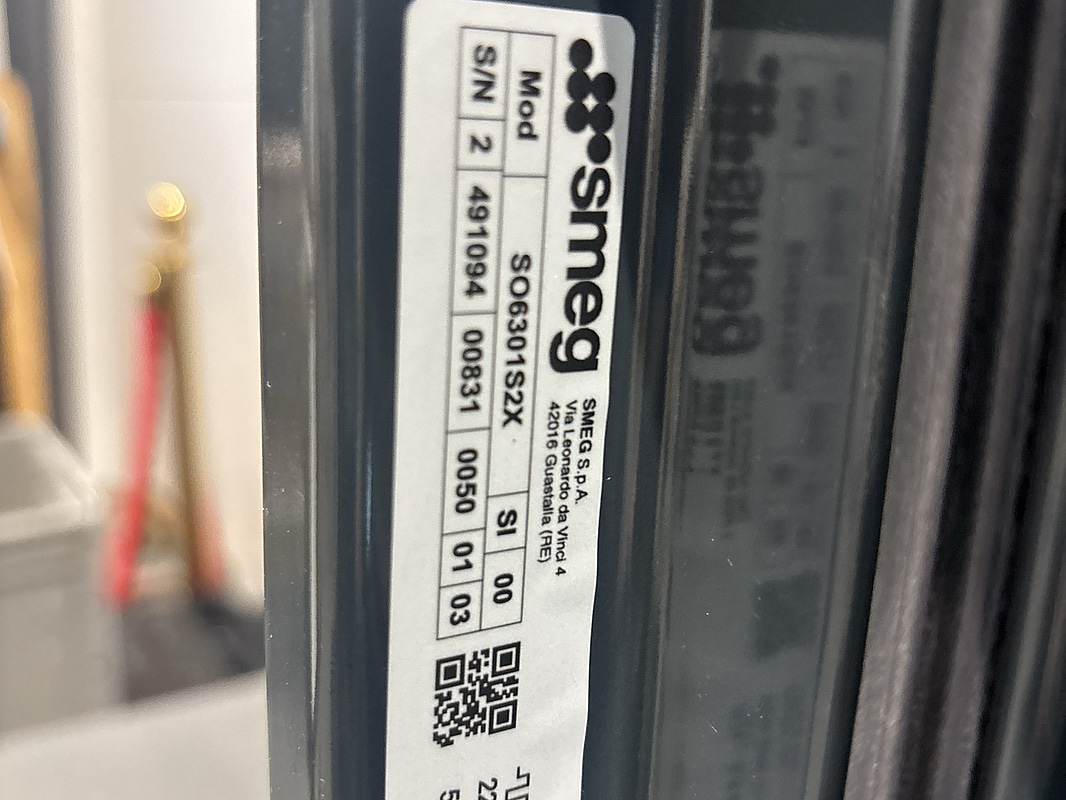 smeg
SMEG S.p.A.
Via Leonardo da Vinci 4
42016 Guastalla (RE)
Mod SO6301S2X SI 00
S/N 2 491094 00831 0050 01 03